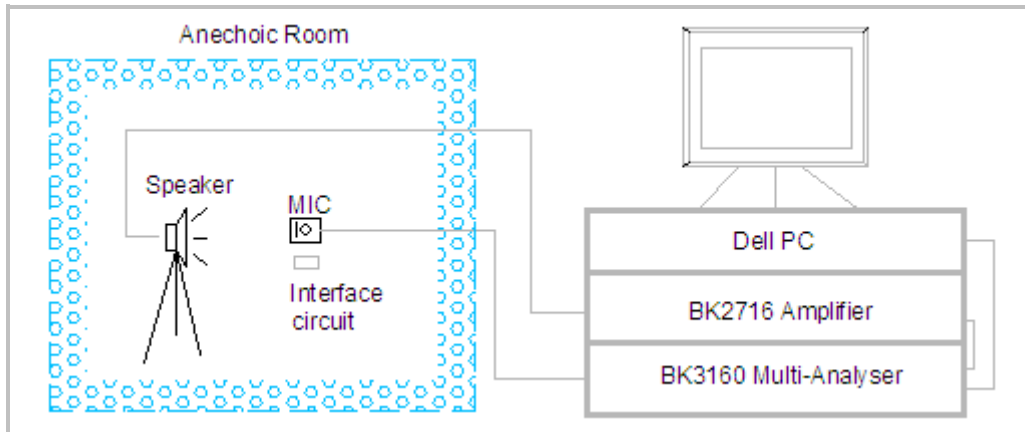 Anechoic Room
Speaker
MIC
Interface
circuit
Dell PC
BK2716 Amplifier
BK3160 Multi-Analyser